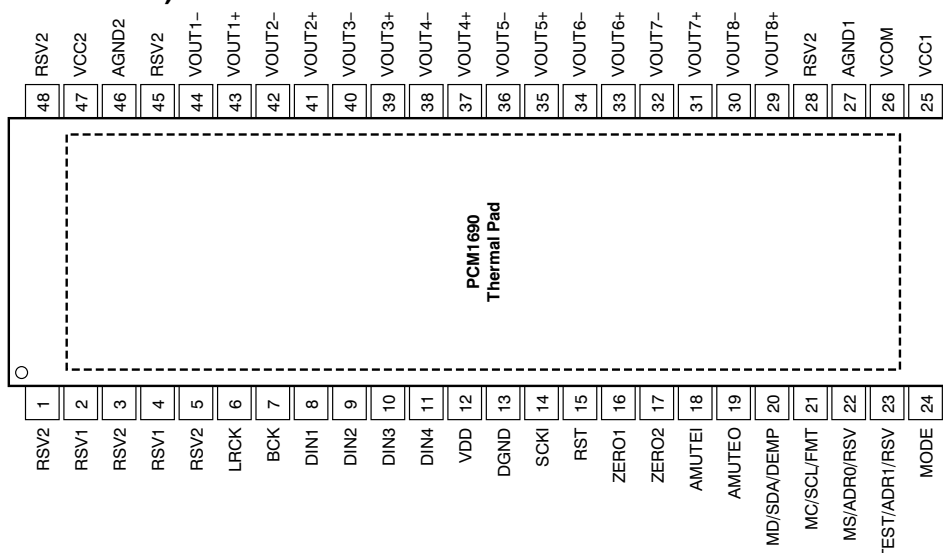 RSV2
VCC2
AGND2
RSV2
VOUT1–
VOUT1+
VOUT2–
VOUT2+
VOUT3–
VOUT3+
VOUT4–
VOUT4+
VOUT5–
VOUT5+
VOUT6–
VOUT6+
VOUT7–
VOUT7+
VOUT8–
VOUT8+
RSV2
AGND1
VCOM
VCC1
48
47
46
45
44
43
42
41
40
39
38
37
36
35
34
33
32
31
30
29
28
27
26
25
PCM1690
Thermal Pad
1
2
3
4
5
6
7
8
9
10
11
12
13
14
15
16
17
18
19
20
21
22
23
24
RSV2
RSV1
RSV2
RSV1
RSV2
LRCK
BCK
DIN1
DIN2
DIN3
DIN4
VDD
DGND
SCKI
RST
ZERO1
ZERO2
AMUTEI
AMUTEO
MD/SDA/DEMP
MC/SCL/FMT
MS/ADR0/RSV
TEST/ADR1/RSV
MODE